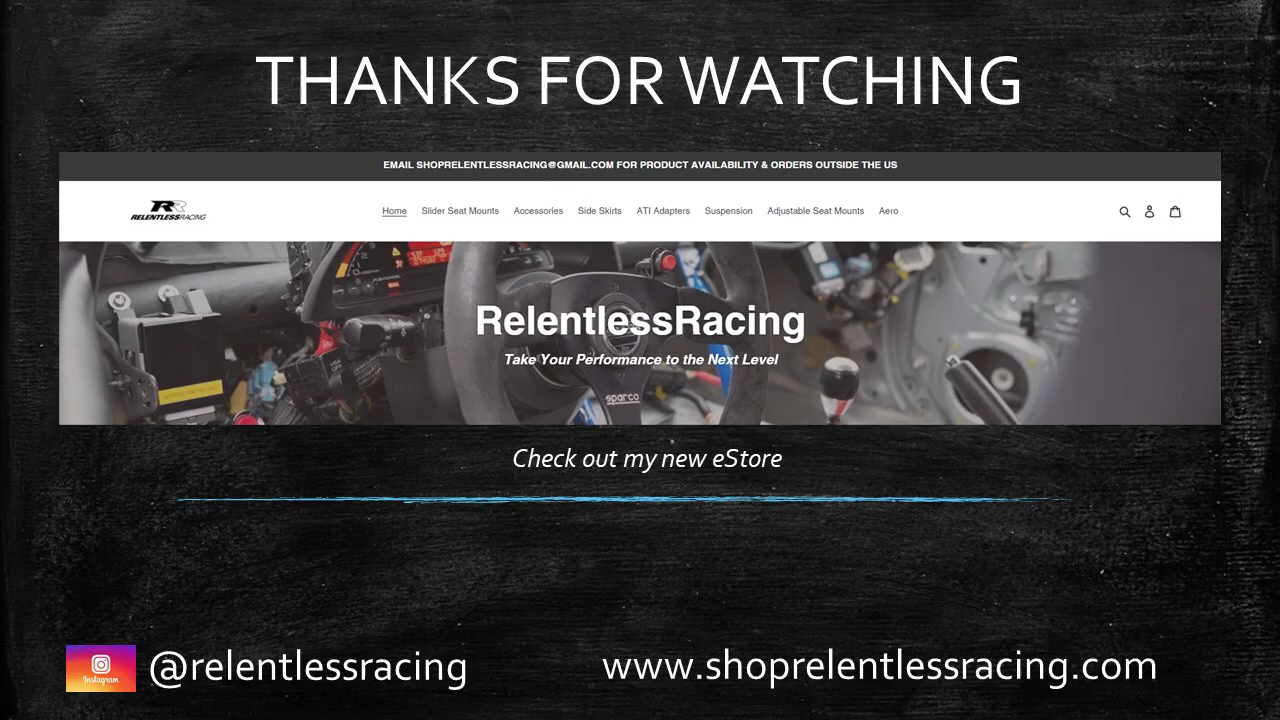 THANKS FOR WATCHING
EMAIL SHOPRELENTLESSRACING@GMAIL.COM FOR PRODUCT AVAILABILITY & ORDERS OUTSIDE THE US
RR
RELENTLESSRACING
Home Slider Seat Mounts Accessories Side Skirts ATI Adapters Suspension Adjustable Seat Mounts Aero
RelentlessRacing
Take Your Performance to the Next Level
sparco
Check out my new eStore
Instagram
@relentlessracing
www.shoprelentlessracing.com